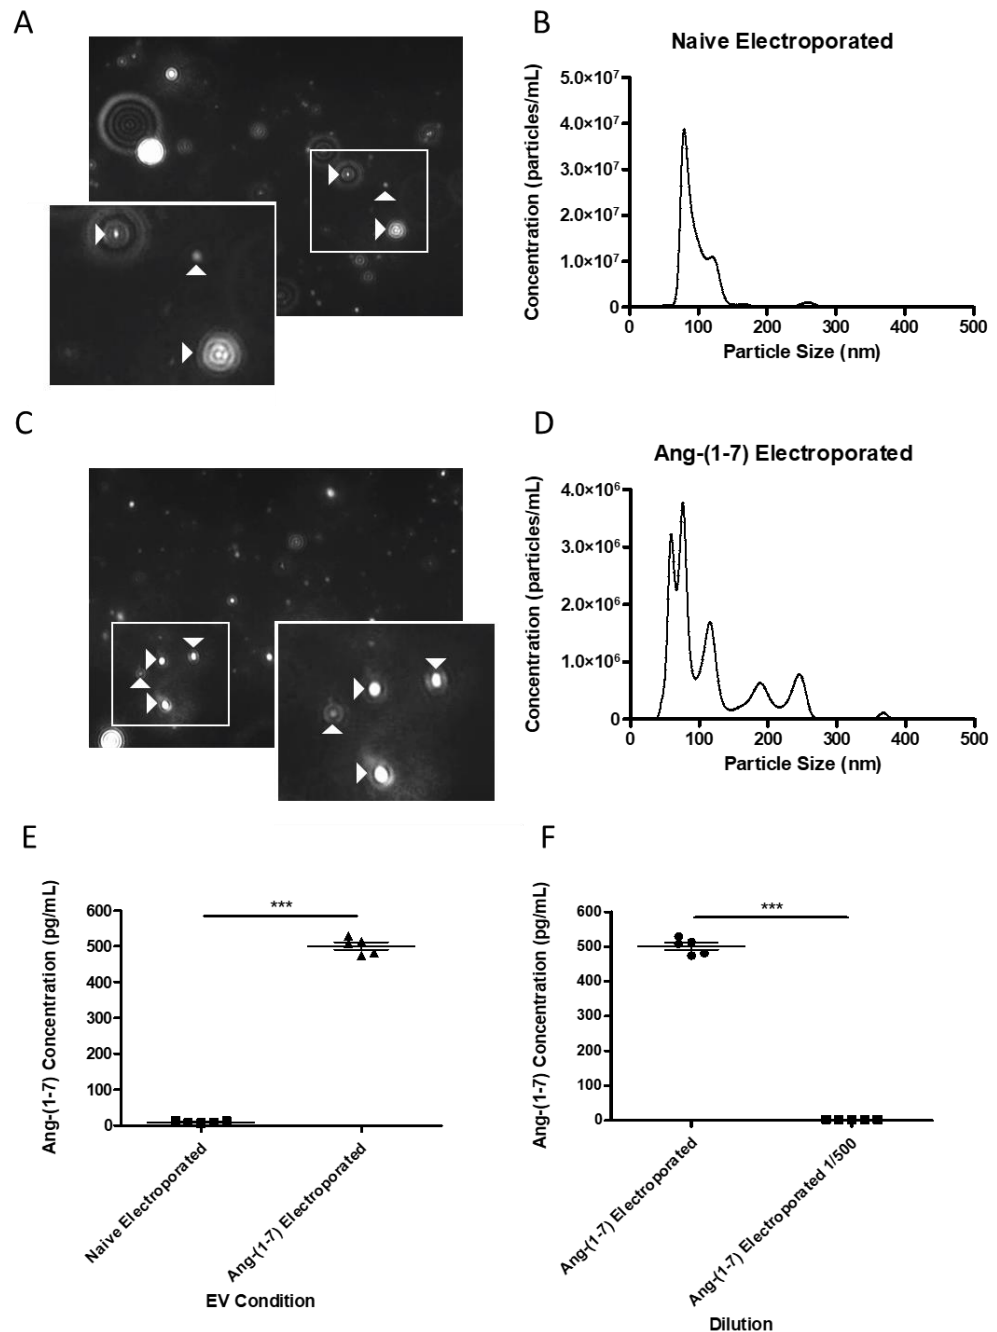 A
B
Naive Electroporated
Concentration (particles/mL)
5.0×10⁷
4.0×10⁷
3.0×10⁷
2.0×10⁷
1.0×10⁷
0
0 100 200 300 400 500
Particle Size (nm)
C
D
Ang-(1-7) Electroporated
Concentration (particles/mL)
4.0×10⁶
3.0×10⁶
2.0×10⁶
1.0×10⁶
0
0 100 200 300 400 500
Particle Size (nm)
E
Ang-(1-7) Concentration (pg/mL)
600
500
400
300
200
100
0
***
Naive Electroporated
Ang-(1-7) Electroporated
EV Condition
F
Ang-(1-7) Concentration (pg/mL)
600
500
400
300
200
100
0
***
Ang-(1-7) Electroporated
Ang-(1-7) Electroporated 1/500
Dilution